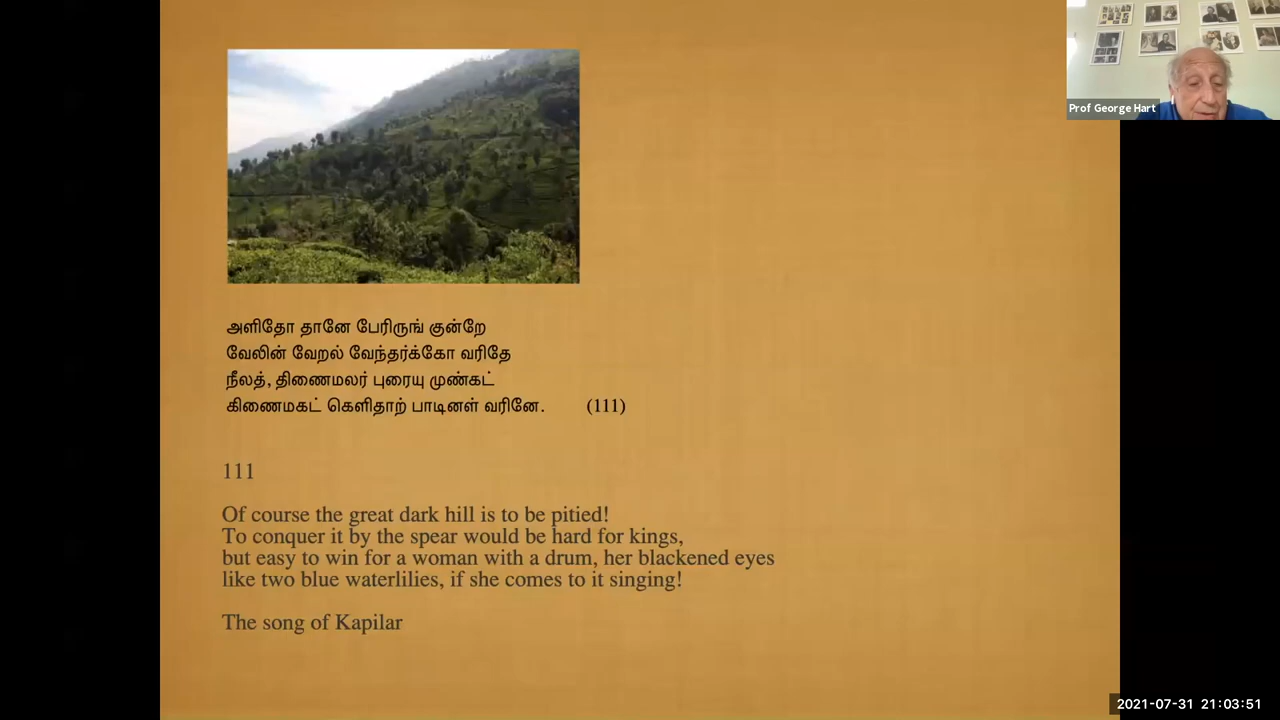 Prof George Hart
அளிதோ தானே பேரிருங் குன்றே
வேலின் வேறல் வேந்தர்க்கோ வரிதே
நீலத், திணைமலர் புரையு முண்கட்
கிணைமகட் கெளிதாற் பாடினள் வரினே. (111)
111
Of course the great dark hill is to be pitied!
To conquer it by the spear would be hard for kings,
but easy to win for a woman with a drum, her blackened eyes
like two blue waterlilies, if she comes to it singing!
The song of Kapilar
2021-07-31 21:03:51